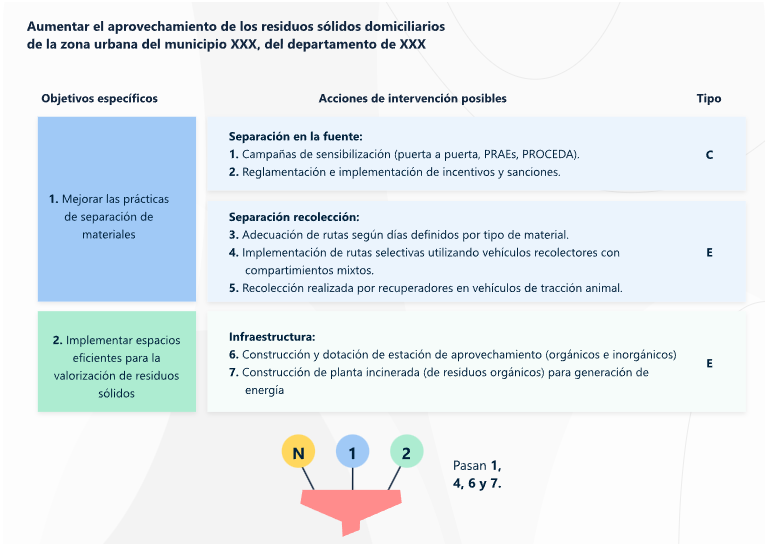 Aumentar el aprovechamiento de los residuos sólidos domiciliarios
de la zona urbana del municipio XXX, del departamento de XXX
Objetivos específicos
Acciones de intervención posibles
Tipo
1. Mejorar las prácticas
de separación de
materiales
Separación en la fuente:
1. Campañas de sensibilización (puerta a puerta, PRAEs, PROCEDA).
2. Reglamentación e implementación de incentivos y sanciones.
C
Separación recolección:
3. Adecuación de rutas según días definidos por tipo de material.
4. Implementación de rutas selectivas utilizando vehículos recolectores con
compartimientos mixtos.
5. Recolección realizada por recuperadores en vehículos de tracción animal.
E
2. Implementar espacios
eficientes para la
valorización de residuos
sólidos
Infraestructura:
6. Construcción y dotación de estación de aprovechamiento (orgánicos e inorgánicos)
7. Construcción de planta incinerada (de residuos orgánicos) para generación de
energía
E
N
1
2
Pasan 1,
4, 6 y 7.